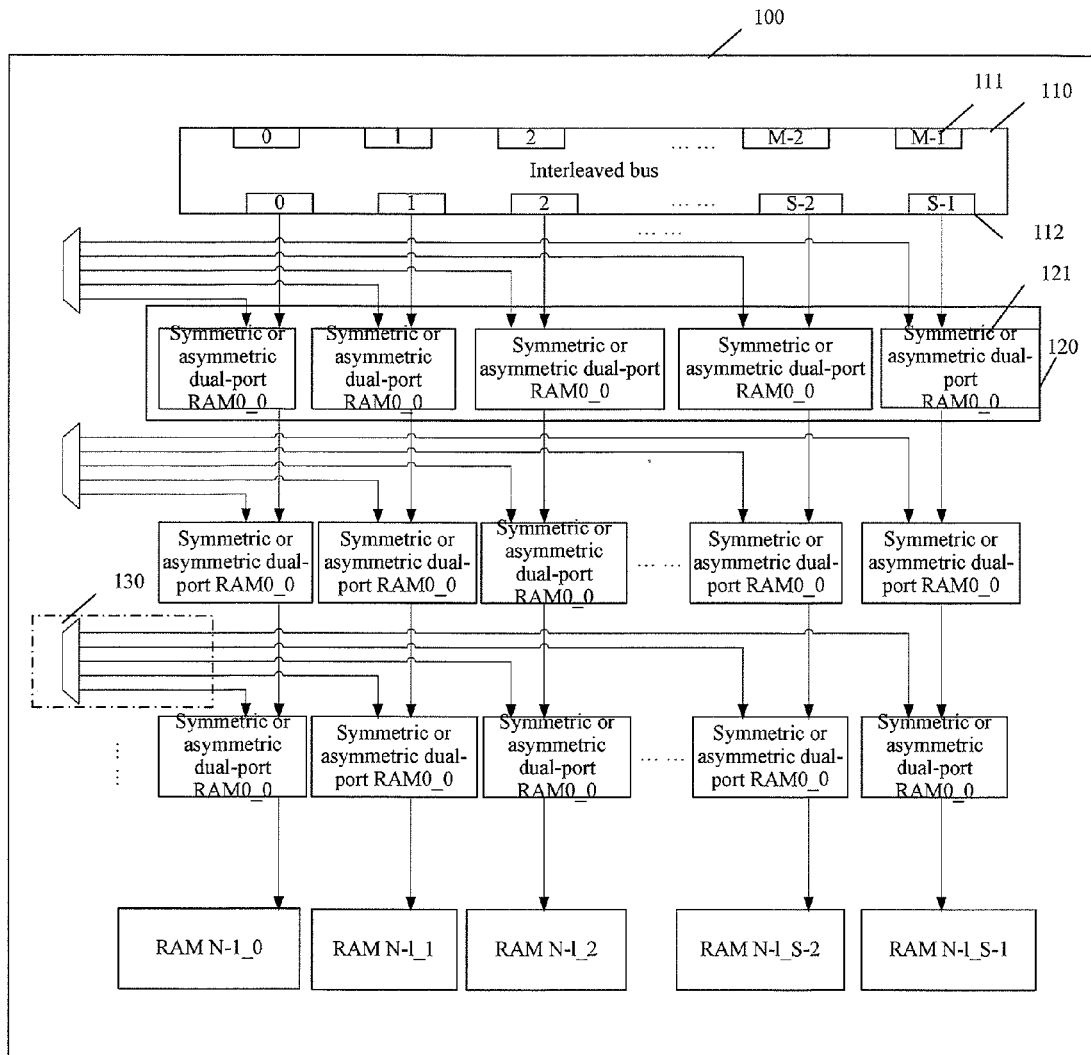 100
111
110
0 1 2 … … M-2 M-1
Interleaved bus
0 1 2 … … S-2 S-1
… …
112
121
120
Symmetric or
asymmetric
dual-port
RAM0_0
Symmetric or
asymmetric
dual-port
RAM0_0
Symmetric or
asymmetric dual-port
RAM0_0
Symmetric or
asymmetric dual-port
RAM0_0
Symmetric or
asymmetric dual-
port
RAM0_0
Symmetric or
asymmetric dual-
port RAM0_0
Symmetric or
asymmetric dual-
port RAM0_0
Symmetric or
asymmetric
dual-port
RAM0_0
… …
Symmetric or
asymmetric dual-
port RAM0_0
Symmetric or
asymmetric dual-
port RAM0_0
130
Symmetric or
asymmetric
dual-port
RAM0_0
Symmetric or
asymmetric dual-
port RAM0_0
Symmetric or
asymmetric
dual-port
RAM0_0
… …
Symmetric or
asymmetric dual-
port RAM0_0
Symmetric or
asymmetric
dual-port
RAM0_0
RAM N-1_0
RAM N-1_1
RAM N-1_2
RAM N-1_S-2
RAM N-1_S-1